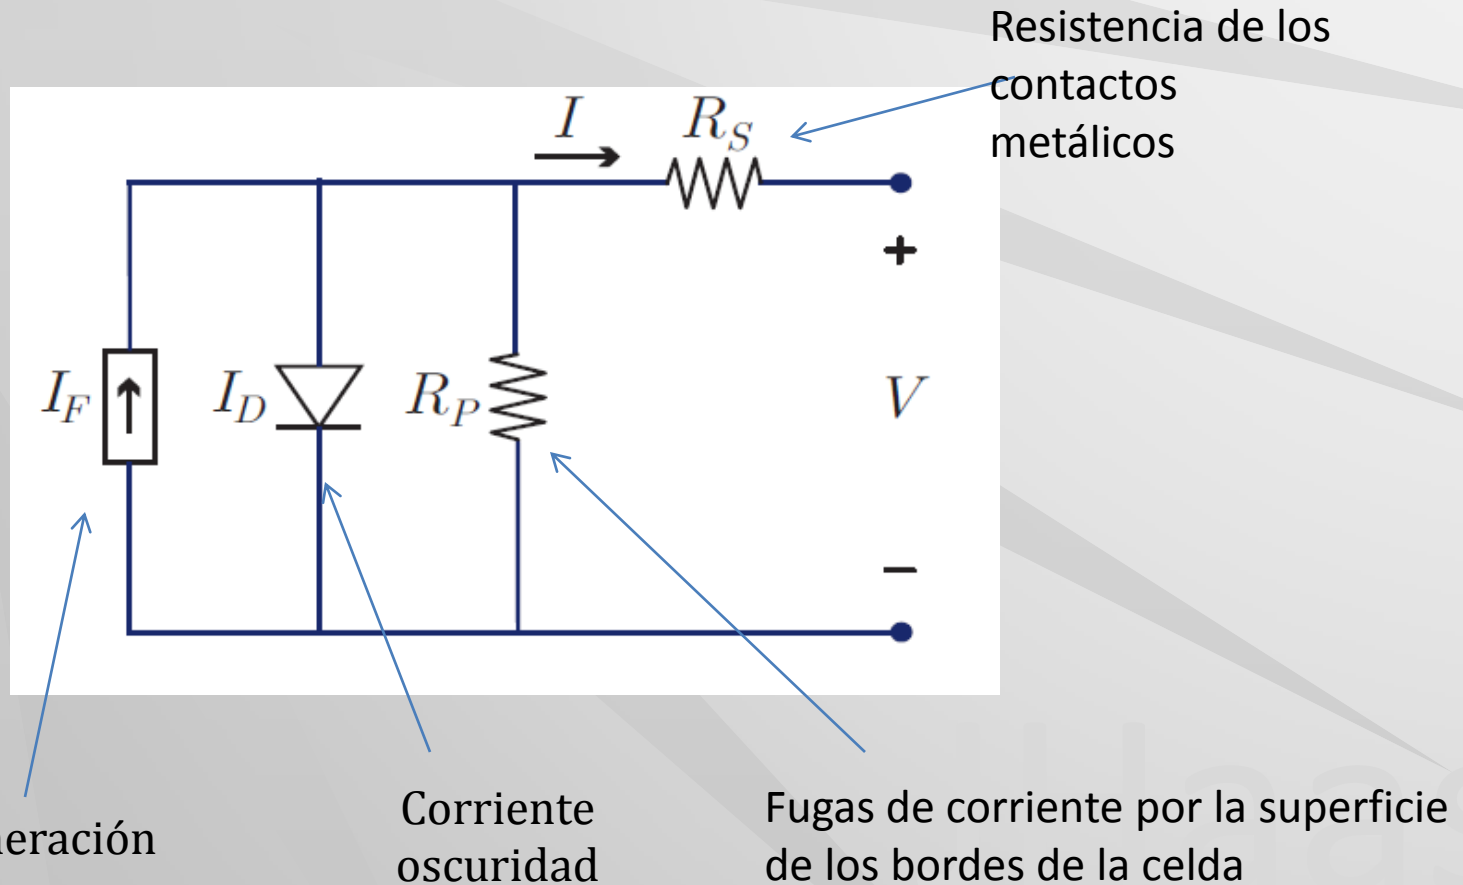 Resistencia de los
contactos
metálicos
I
R_S
+
I_F
I_D
R_P
V
−
neración
Corriente
oscuridad
Fugas de corriente por la superficie
de los bordes de la celda